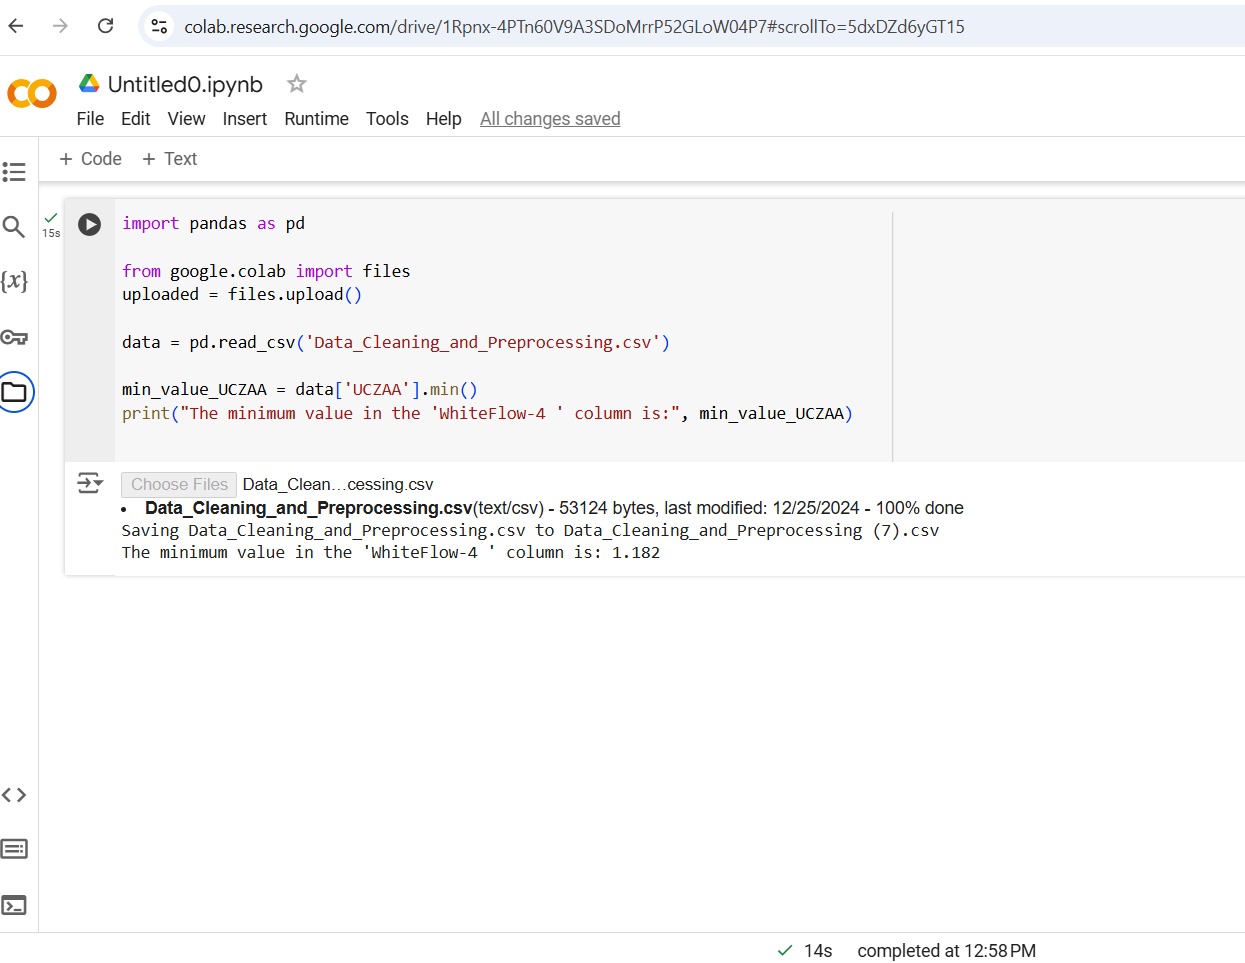 colab.research.google.com/drive/1Rpnx-4PTn60V9A3SDoMrrP52GLoW04P7#scrollTo=5dxDZd6yGT15
Untitled0.ipynb
File Edit View Insert Runtime Tools Help All changes saved
+ Code + Text
15s
import pandas as pd
from google.colab import files
uploaded = files.upload()
data = pd.read_csv('Data_Cleaning_and_Preprocessing.csv')
min_value_UCZAA = data['UCZAA'].min()
print("The minimum value in the 'WhiteFlow-4 ' column is:", min_value_UCZAA)
Choose Files Data_Clean...cessing.csv
• Data_Cleaning_and_Preprocessing.csv(text/csv) - 53124 bytes, last modified: 12/25/2024 - 100% done
Saving Data_Cleaning_and_Preprocessing.csv to Data_Cleaning_and_Preprocessing (7).csv
The minimum value in the 'WhiteFlow-4 ' column is: 1.182
14s completed at 12:58 PM